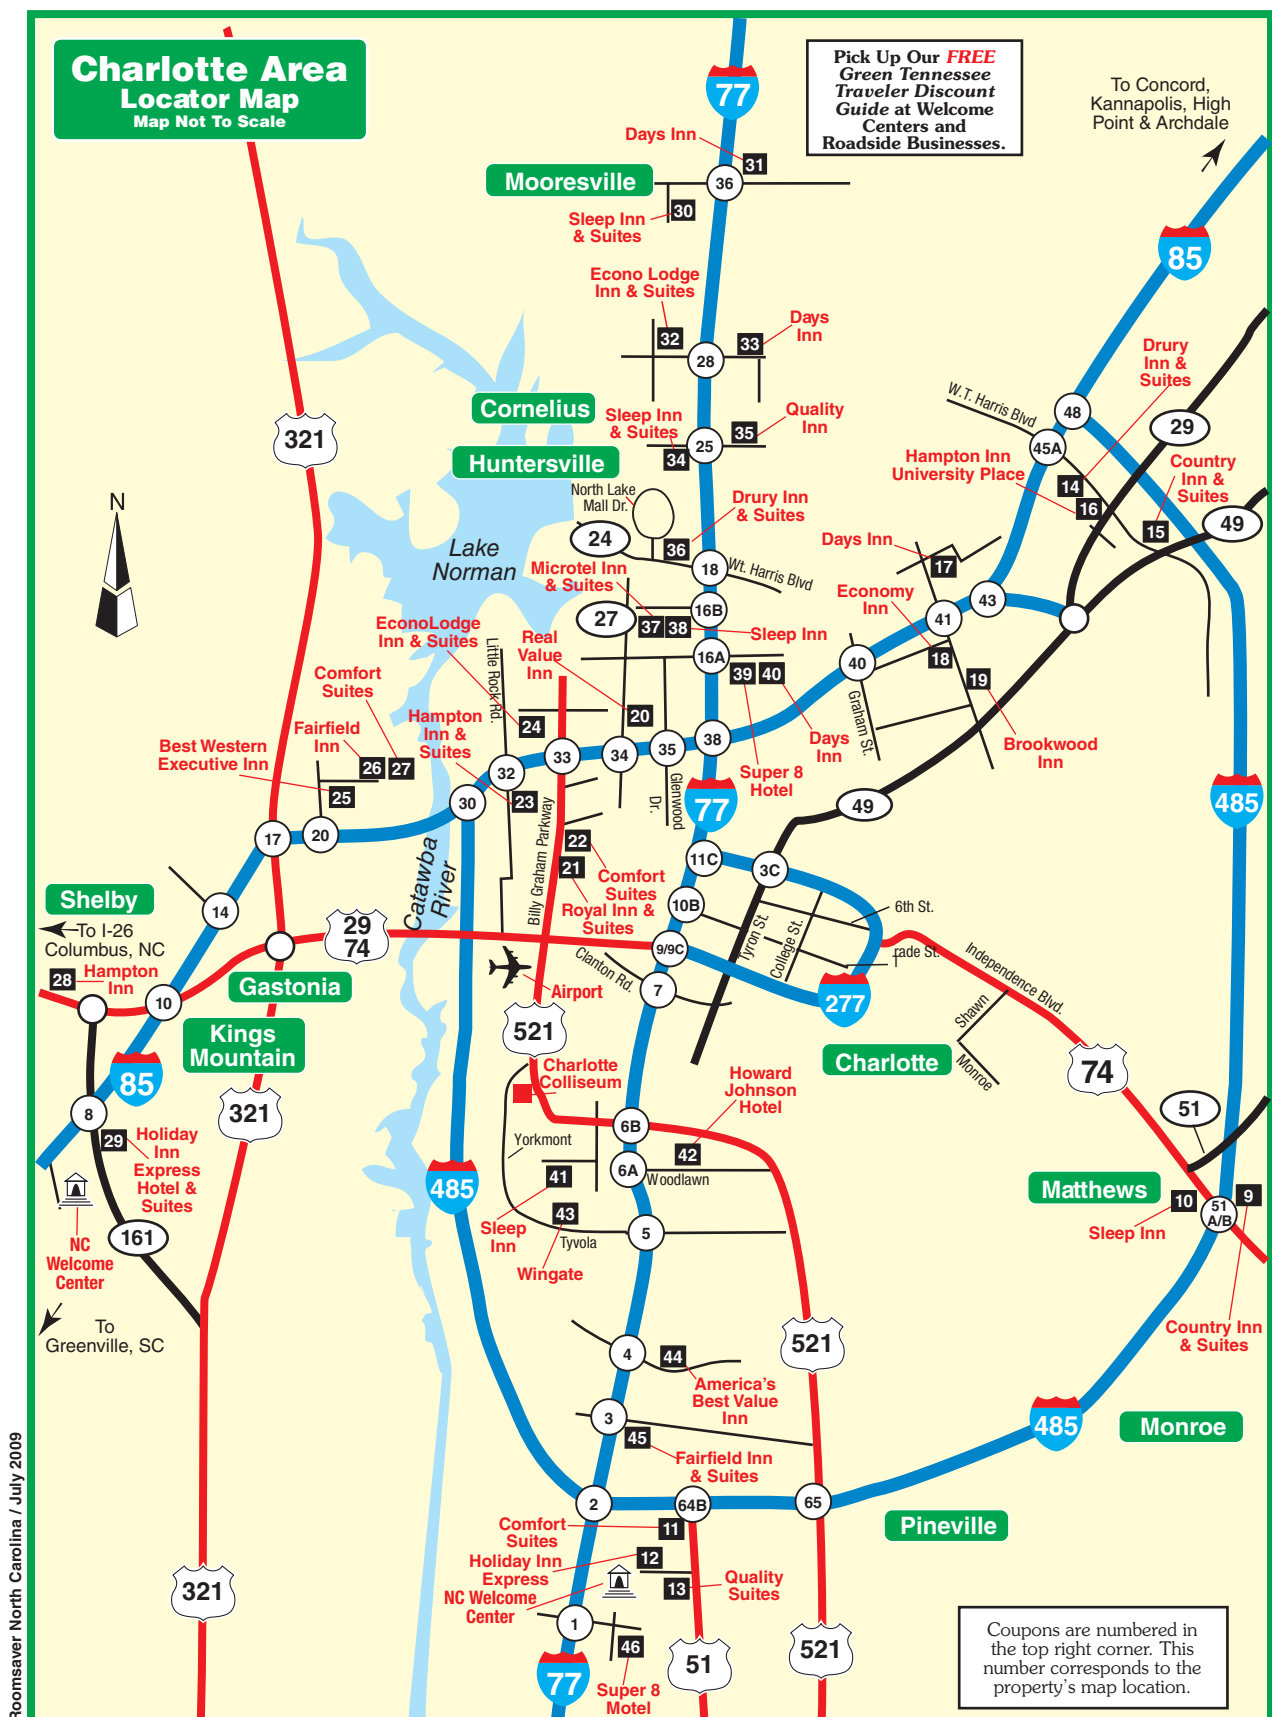 Charlotte Area
Locator Map
Map Not To Scale
77
Pick Up Our FREE
Green Tennessee
Traveler Discount
Guide at Welcome
Centers and
Roadside Businesses.
To Concord,
Kannapolis, High
Point & Archdale
Days Inn
31
Mooresville
36
30
Sleep Inn
& Suites
85
Econo Lodge
Inn & Suites
32
33
Days
Inn
28
Drury
Inn &
Suites
321
Cornelius
Sleep Inn
& Suites
34
25
35
Quality
Inn
W.T. Harris Blvd
48
45A
29
Huntersville
Hampton Inn
University Place
14
16
Country
Inn &
Suites
15
49
N
North Lake
Mall Dr.
Drury Inn
& Suites
24
36
Lake
Norman
18
Wt. Harris Blvd
Days Inn
17
Microtel Inn
& Suites
27
37
38
16B
Sleep Inn
Economy
Inn
41
43
EconoLodge
Inn & Suites
Little Rock Rd.
Real
Value
Inn
16A
39
40
40
18
19
Comfort
Suites
Hampton
Inn &
Suites
24
20
Graham St.
Fairfield
Inn
Best Western
Executive Inn
26
27
25
33
34
35
38
Days
Inn
Super 8
Hotel
Brookwood
Inn
32
30
23
Glenwood
Dr.
77
49
485
17
20
Catawba
River
Billy Graham Parkway
22
21
Comfort
Suites
Royal Inn &
Suites
11C
3C
10B
14
Shelby
To I-26
Columbus, NC
29
74
9/9C
Tyron St.
College St.
6th St.
rade St.
Independence Blvd.
28
Hampton
Inn
Gastonia
Clanton Rd.
Airport
7
277
10
Kings
Mountain
521
Shawn
Monroe
Charlotte
74
85
321
Charlotte
Colliseum
Howard
Johnson
Hotel
51
8
29
Holiday
Inn
Express
Hotel &
Suites
6B
Yorkmont
42
6A
Woodlawn
485
41
Matthews
10
9
51
A/B
Sleep Inn
NC
Welcome
Center
161
43
Sleep
Inn
Tyvola
5
Wingate
To
Greenville, SC
521
Country Inn
& Suites
4
44
America's
Best Value
Inn
3
45
Fairfield Inn
& Suites
485
Monroe
Roomsaver North Carolina / July 2009
2
64B
65
Pineville
Comfort
Suites
11
Holiday Inn
Express
12
13
Quality
Suites
NC Welcome
Center
321
1
46
Super 8
Motel
77
51
521
Coupons are numbered in
the top right corner. This
number corresponds to the
property's map location.